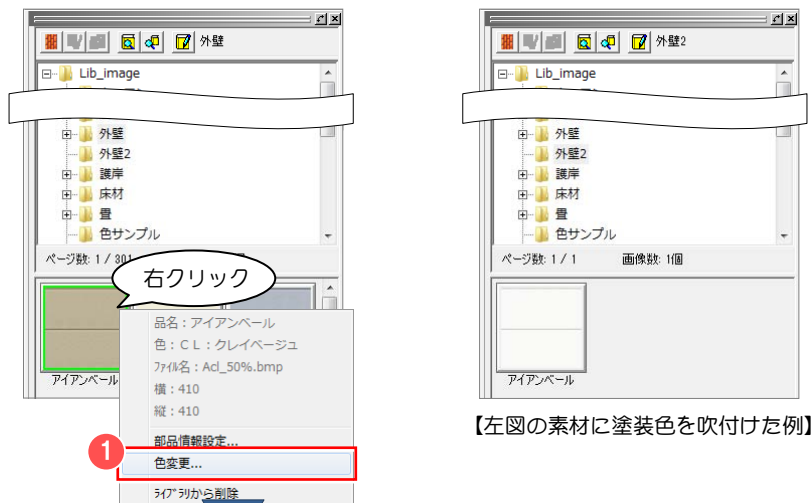 外壁
Lib_image
外壁
外壁2
護岸
床材
畳
色サンプル
ページ数: 1 / 301
右クリック
アイアンベール
品名：アイアンベール
色：ＣＬ：クレイベージュ
ﾌｧｲﾙ名：Acl_50%.bmp
横：410
縦：410
部品情報設定...
1
色変更...
ﾗｲﾌﾞﾗﾘから削除
外壁2
Lib_image
外壁
外壁2
護岸
床材
畳
色サンプル
ページ数: 1 / 1 画像数: 1個
アイアンベール
【左図の素材に塗装色を吹付けた例】